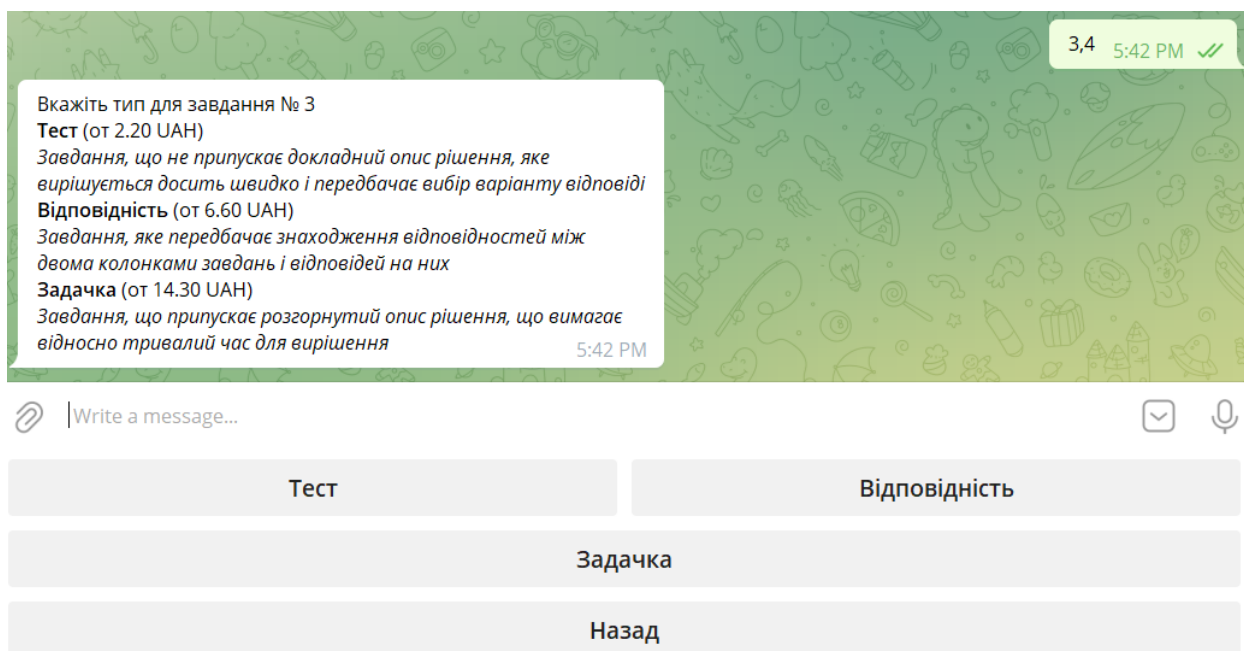 3,4 5:42 PM
Вкажіть тип для завдання № 3
Тест (от 2.20 UAH)
Завдання, що не припускає докладний опис рішення, яке
вирішується досить швидко і передбачає вибір варіанту відповіді
Відповідність (от 6.60 UAH)
Завдання, яке передбачає знаходження відповідностей між
двома колонками завдань і відповідей на них
Задачка (от 14.30 UAH)
Завдання, що припускає розгорнутий опис рішення, що вимагає
відносно тривалий час для вирішення 5:42 PM
Write a message...
Тест Відповідність
Задачка
Назад